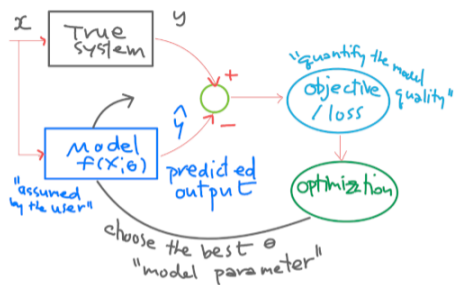 x
True
system
y
+
−
ŷ
predicted
output
Model
f(x;θ)
"assumed
by the user"
"quantify the model
quality"
objective
/ loss
optimization
choose the best θ
"model parameter"